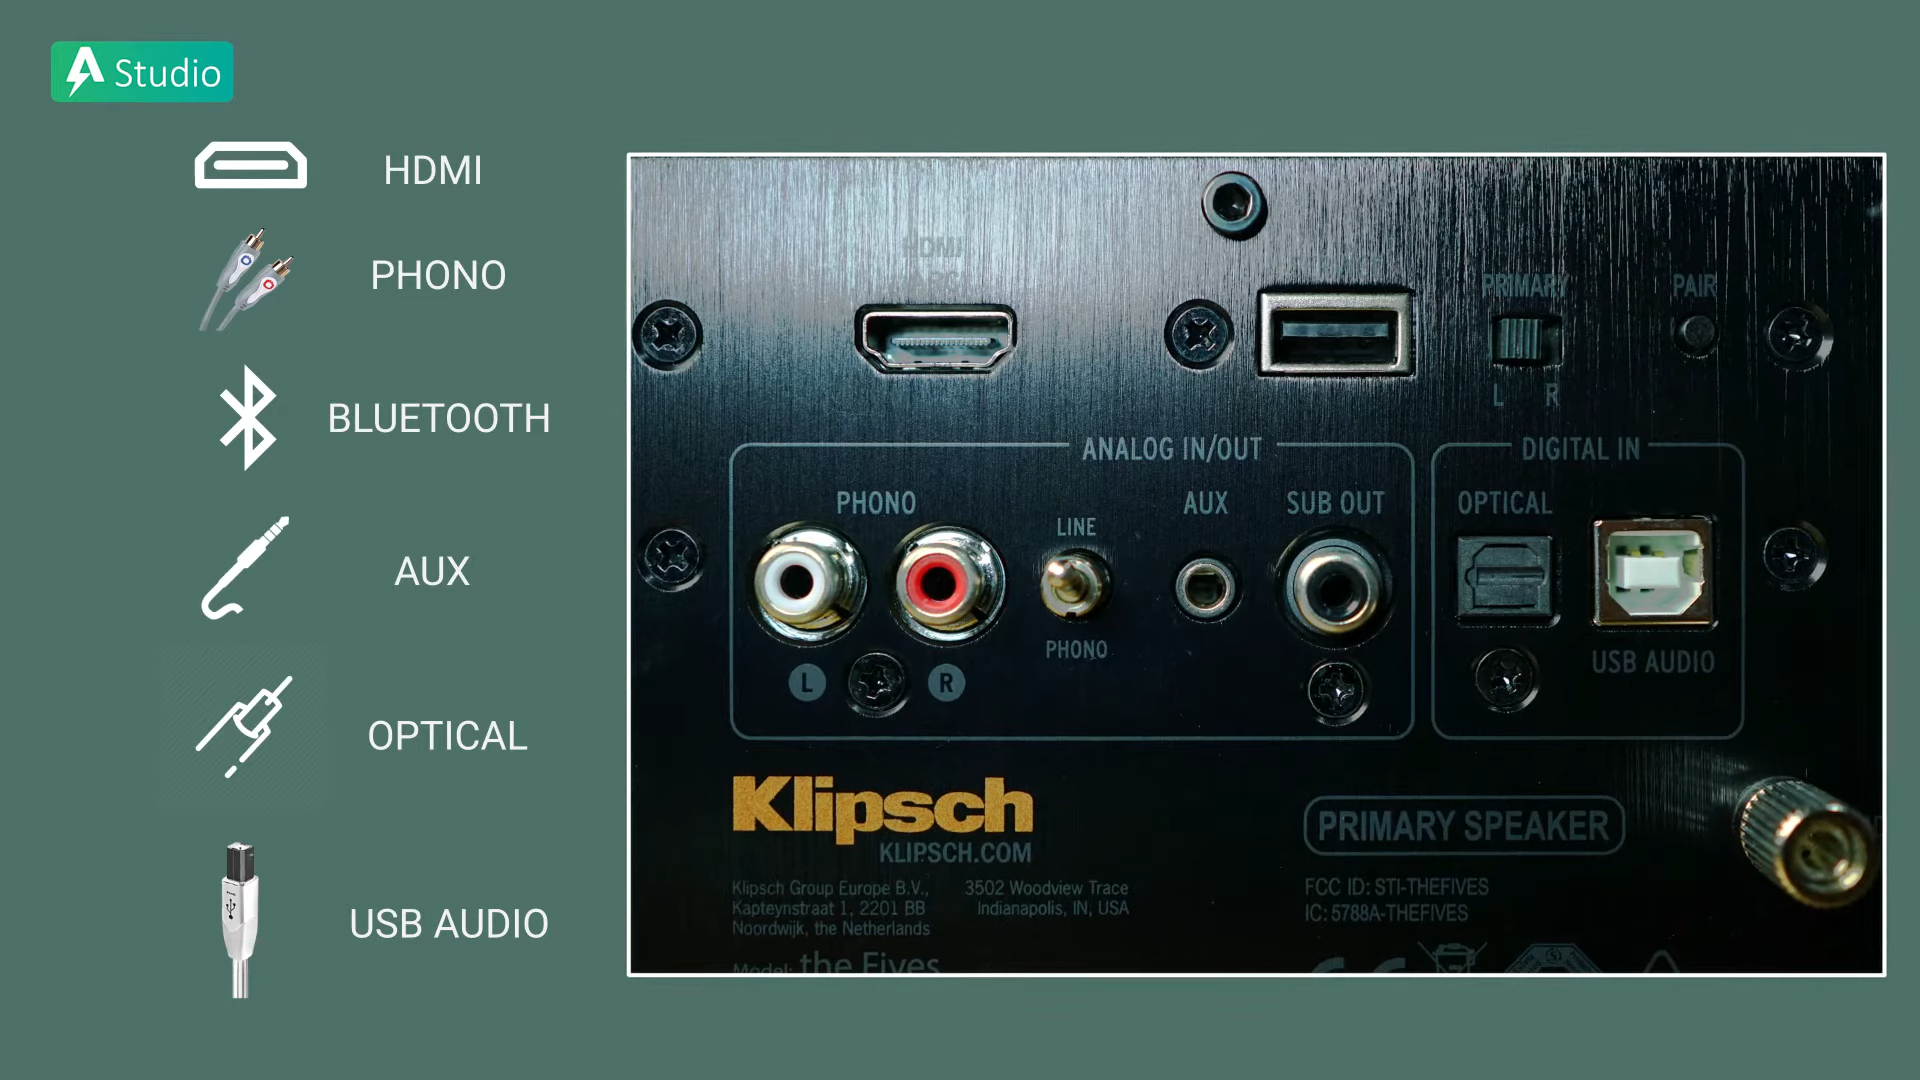 Studio
HDMI
PHONO
BLUETOOTH
AUX
OPTICAL
USB AUDIO
HDMI
PRIMARY
PAIR
L R
ANALOG IN/OUT
DIGITAL IN
PHONO
LINE
AUX
SUB OUT
OPTICAL
PHONO
L
R
USB AUDIO
Klipsch
KLIPSCH.COM
PRIMARY SPEAKER
Klipsch Group Europe B.V.,
Kapteynstraat 1, 2201 BB
Noordwijk, the Netherlands
3502 Woodview Trace
Indianapolis, IN, USA
FCC ID: STI-THEFIVES
IC: 5788A-THEFIVES
Model: the Fives